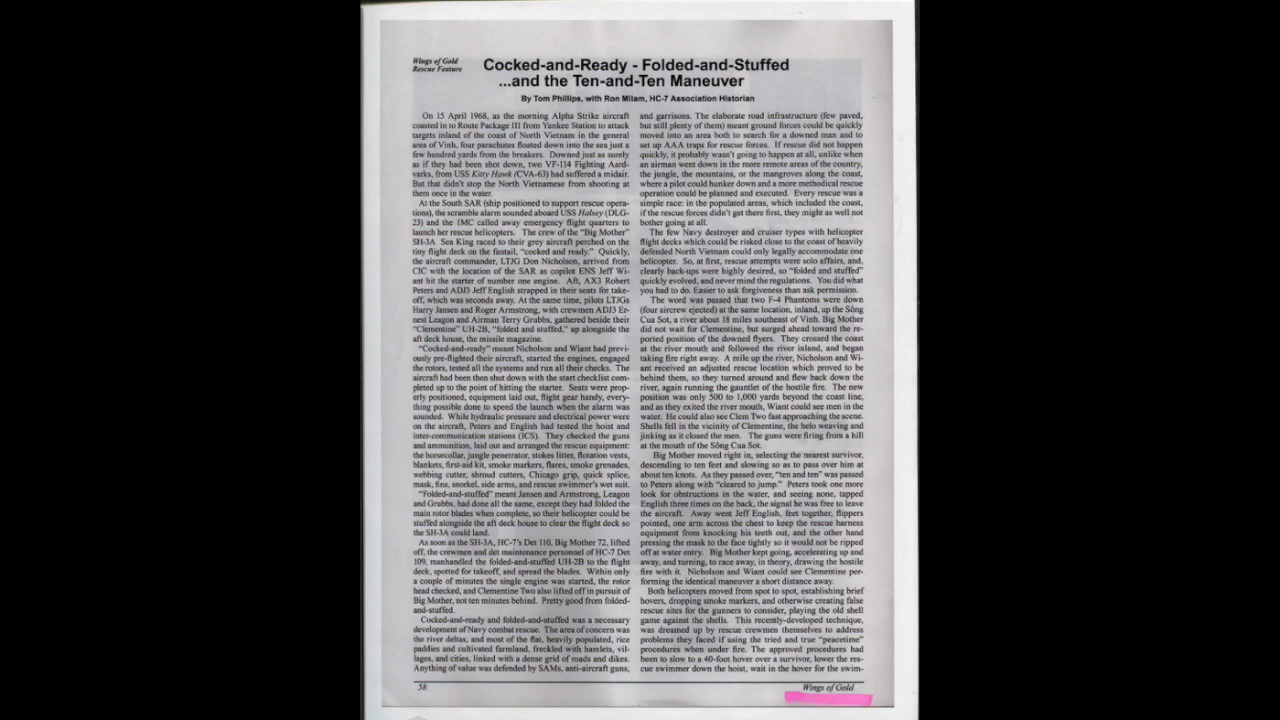 Wings of Gold
Rescue Feature
Cocked-and-Ready - Folded-and-Stuffed
...and the Ten-and-Ten Maneuver
By Tom Phillips, with Ron Milam, HC-7 Association Historian
On 15 April 1968, as the morning Alpha Strike aircraft
coasted in to Route Package III from Yankee Station to attack
targets inland of the coast of North Vietnam in the general
area of Vinh, four parachutes floated down into the sea just a
few hundred yards from the breakers. Downed just as surely
as if they had been shot down, two VF-114 Fighting Aard-
varks, from USS Kitty Hawk (CVA-63) had suffered a midair.
But that didn't stop the North Vietnamese from shooting at
them once in the water.
At the South SAR (ship positioned to support rescue opera-
tions), the scramble alarm sounded aboard USS Halsey (DLG-
23) and the IMC called away emergency flight quarters to
launch her rescue helicopters. The crew of the "Big Mother"
SH-3A Sea King raced to their grey aircraft perched on the
tiny flight deck on the fantail, "cocked and ready." Quickly,
the aircraft commander, LTJG Don Nicholson, arrived from
CIC with the location of the SAR as copilot ENS Jeff Wi-
ant hit the starter of number one engine. Aft, AX3 Robert
Peters and ADJ3 Jeff English strapped in their seats for take-
off, which was seconds away. At the same time, pilots LTJGs
Harry Jansen and Roger Armstrong, with crewmen ADJ3 Er-
nest Leagon and Airman Terry Grubbs, gathered beside their
"Clementine" UH-2B, "folded and stuffed," up alongside the
aft deck house, the missile magazine.
"Cocked-and-ready" meant Nicholson and Wiant had previ-
ously pre-flighted their aircraft, started the engines, engaged
the rotors, tested all the systems and run all their checks. The
aircraft had been then shut down with the start checklist com-
pleted up to the point of hitting the starter. Seats were prop-
erly positioned, equipment laid out, flight gear handy, every-
thing possible done to speed the launch when the alarm was
sounded. While hydraulic pressure and electrical power were
on the aircraft, Peters and English had tested the hoist and
inter-communication stations (ICS). They checked the guns
and ammunition, laid out and arranged the rescue equipment:
the horsecollar, jungle penetrator, stokes litter, flotation vests,
blankets, first-aid kit, smoke markers, flares, smoke grenades,
webbing cutter, shroud cutters, Chicago grip, quick splice,
mask, fins, snorkel, side arms, and rescue swimmer's wet suit.
"Folded-and-stuffed" meant Jansen and Armstrong, Leagon
and Grubbs, had done all the same, except they had folded the
main rotor blades when complete, so their helicopter could be
stuffed alongside the aft deck house to clear the flight deck so
the SH-3A could land.
As soon as the SH-3A, HC-7's Det 110, Big Mother 72, lifted
off, the crewmen and det maintenance personnel of HC-7 Det
109, manhandled the folded-and-stuffed UH-2B to the flight
deck, spotted for takeoff, and spread the blades. Within only
a couple of minutes the single engine was started, the rotor
head checked, and Clementine Two also lifted off in pursuit of
Big Mother, not ten minutes behind. Pretty good from folded-
and-stuffed.
Cocked-and-ready and folded-and-stuffed was a necessary
development of Navy combat rescue. The area of concern was
the river deltas, and most of the flat, heavily populated, rice
paddies and cultivated farmland, freckled with hamlets, vil-
lages, and cities, linked with a dense grid of roads and dikes.
Anything of value was defended by SAMs, anti-aircraft guns,
and garrisons. The elaborate road infrastructure (few paved,
but still plenty of them) meant ground forces could be quickly
moved into an area both to search for a downed man and to
set up AAA traps for rescue forces. If rescue did not happen
quickly, it probably wasn't going to happen at all, unlike when
an airman went down in the more remote areas of the country,
the jungle, the mountains, or the mangroves along the coast,
where a pilot could hunker down and a more methodical rescue
operation could be planned and executed. Every rescue was a
simple race: in the populated areas, which included the coast,
if the rescue forces didn't get there first, they might as well not
bother going at all.
The few Navy destroyer and cruiser types with helicopter
flight decks which could be risked close to the coast of heavily
defended North Vietnam could only legally accommodate one
helicopter. So, at first, rescue attempts were solo affairs, and,
clearly back-ups were highly desired, so "folded and stuffed"
quickly evolved, and never mind the regulations. You did what
you had to do. Easier to ask forgiveness than ask permission.
The word was passed that two F-4 Phantoms were down
(four aircrew ejected) at the same location, inland, up the Sông
Cua Sot, a river about 18 miles southeast of Vinh. Big Mother
did not wait for Clementine, but surged ahead toward the re-
ported position of the downed flyers. They crossed the coast
at the river mouth and followed the river inland, and began
taking fire right away. A mile up the river, Nicholson and Wi-
ant received an adjusted rescue location which proved to be
behind them, so they turned around and flew back down the
river, again running the gauntlet of the hostile fire. The new
position was only 500 to 1,000 yards beyond the coast line,
and as they exited the river mouth, Wiant could see men in the
water. He could also see Clem Two fast approaching the scene.
Shells fell in the vicinity of Clementine, the helo weaving and
jinking as it closed the men. The guns were firing from a hill
at the mouth of the Sông Cua Sot.
Big Mother moved right in, selecting the nearest survivor,
descending to ten feet and slowing so as to pass over him at
about ten knots. As they passed over, "ten and ten" was passed
to Peters along with "cleared to jump." Peters took one more
look for obstructions in the water, and seeing none, tapped
English three times on the back, the signal he was free to leave
the aircraft. Away went Jeff English, feet together, flippers
pointed, one arm across the chest to keep the rescue harness
equipment from knocking his teeth out, and the other hand
pressing the mask to the face tightly so it would not be ripped
off at water entry. Big Mother kept going, accelerating up and
away, and turning, to race away, in theory, drawing the hostile
fire with it. Nicholson and Wiant could see Clementine per-
forming the identical maneuver a short distance away.
Both helicopters moved from spot to spot, establishing brief
hovers, dropping smoke markers, and otherwise creating false
rescue sites for the gunners to consider, playing the old shell
game against the shells. This recently-developed technique,
was dreamed up by rescue crewmen themselves to address
problems they faced if using the tried and true "peacetime"
procedures when under fire. The approved procedures had
been to slow to a 40-foot hover over a survivor, lower the res-
cue swimmer down the hoist, wait in the hover for the swim-
58
Wings of Gold